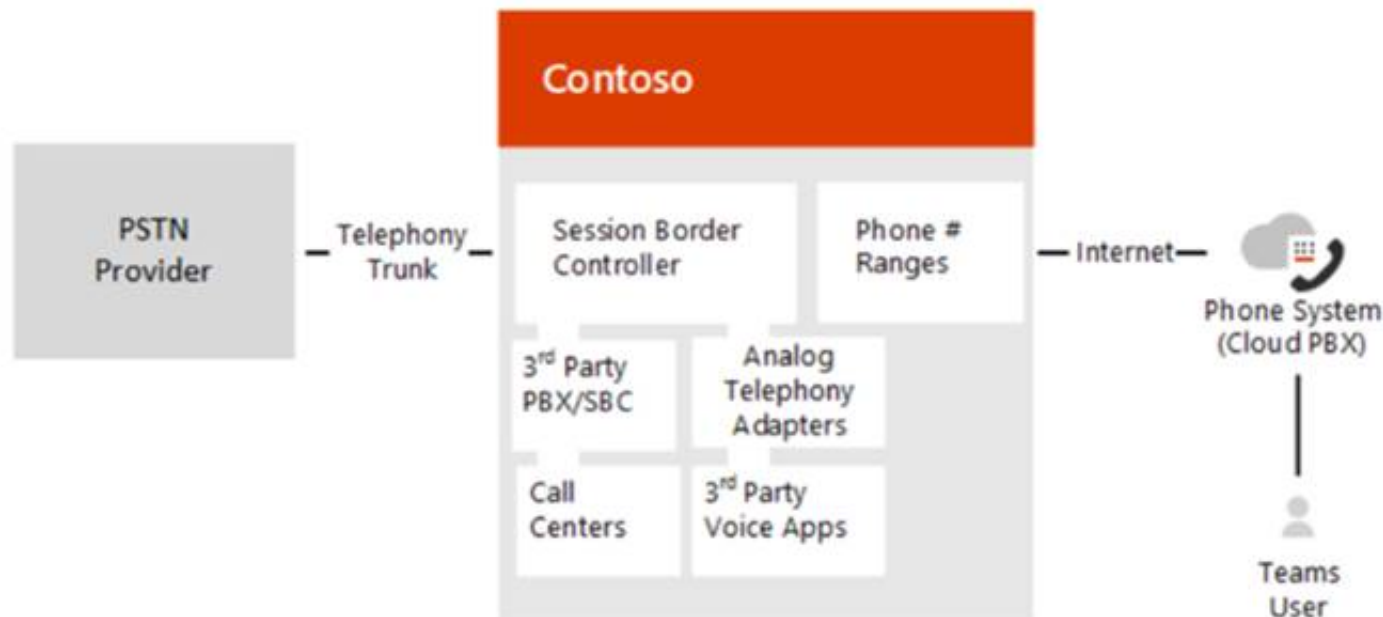 Contoso
PSTN
Provider
Telephony
Trunk
Session Border
Controller
Phone #
Ranges
Internet
Phone System
(Cloud PBX)
3rd Party
PBX/SBC
Analog
Telephony
Adapters
Call
Centers
3rd Party
Voice Apps
Teams
User